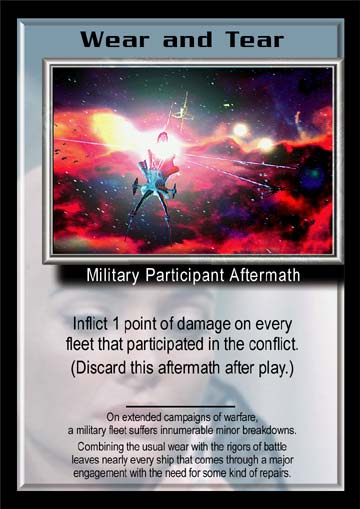 Wear and Tear
Military Participant Aftermath
Inflict 1 point of damage on every
fleet that participated in the conflict.
(Discard this aftermath after play.)
On extended campaigns of warfare,
a military fleet suffers innumerable minor breakdowns.
Combining the usual wear with the rigors of battle
leaves nearly every ship that comes through a major
engagement with the need for some kind of repairs.